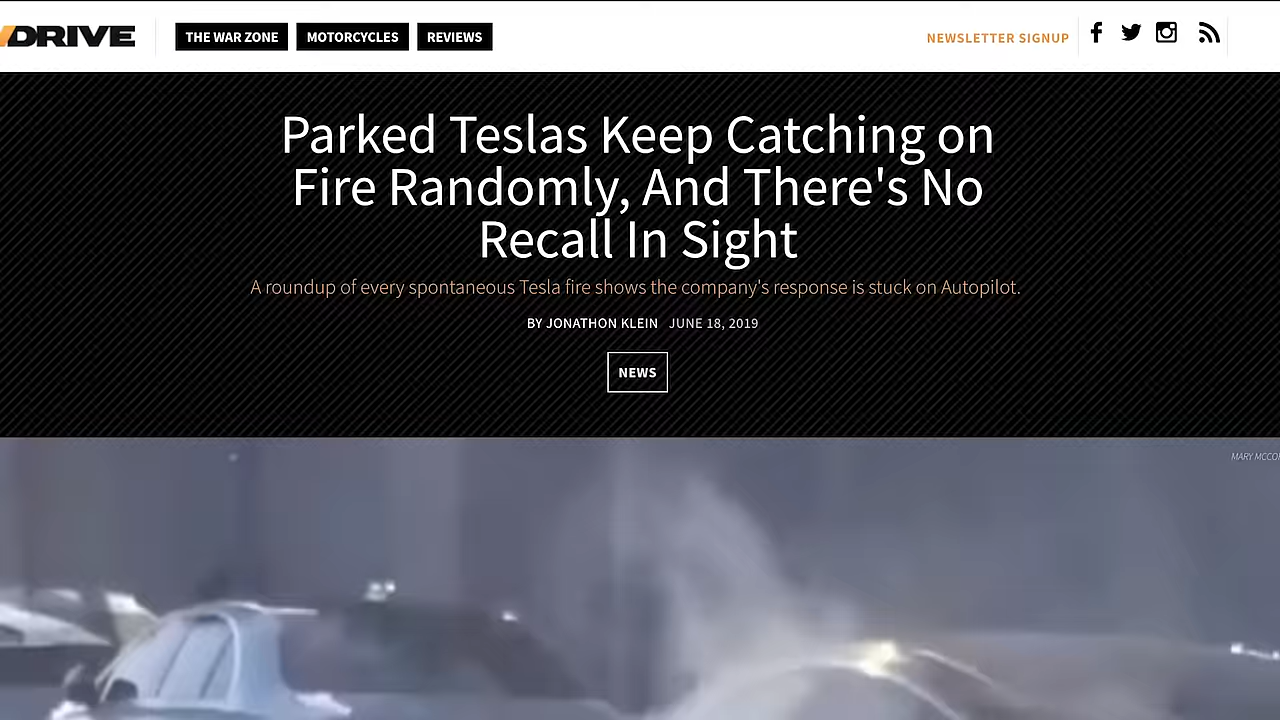 DRIVE
THE WAR ZONE
MOTORCYCLES
REVIEWS
NEWSLETTER SIGNUP
Parked Teslas Keep Catching on
Fire Randomly, And There's No
Recall In Sight
A roundup of every spontaneous Tesla fire shows the company's response is stuck on Autopilot.
BY JONATHON KLEIN JUNE 18, 2019
NEWS
MARY